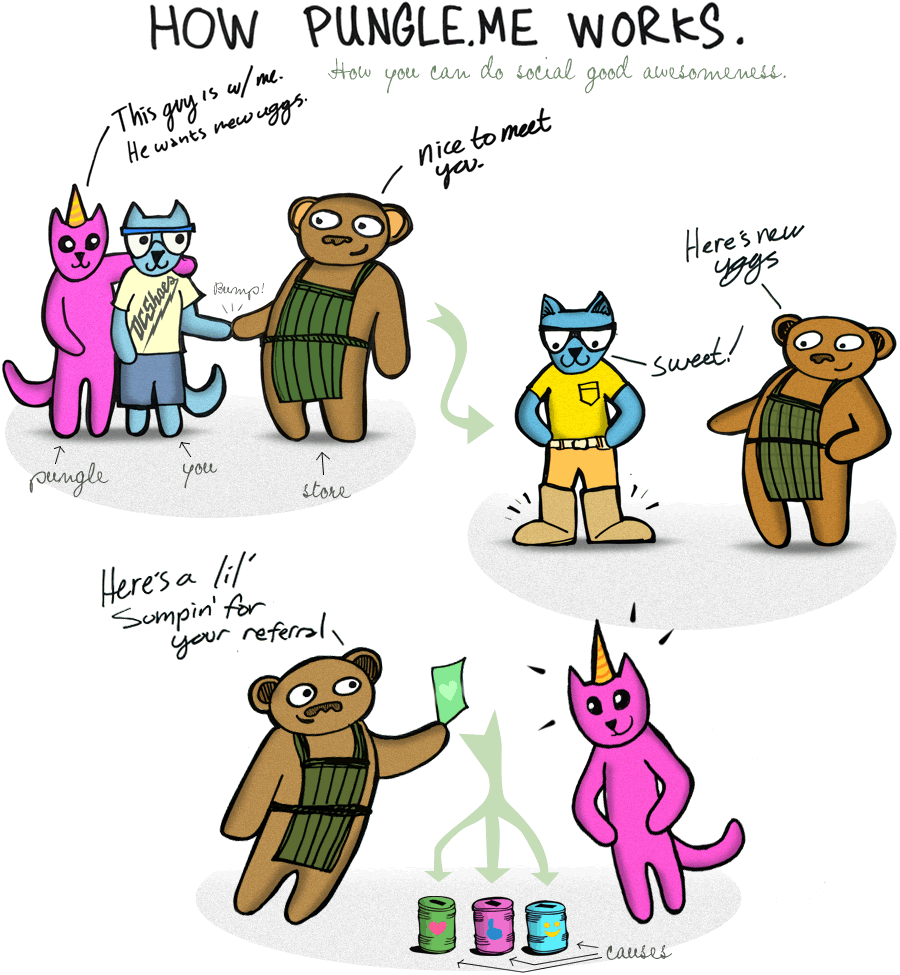 HOW PUNGLE.ME WORKS.
How you can do social good awesomeness.
This guy is w/ me.
He wants new uggs.
nice to meet
you.
Bump!
DC Shoes
pungle
you
store
Here's new
uggs
sweet!
Here's a lil'
Sumpin' for
your referral
causes